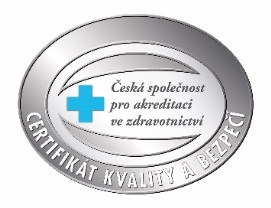 Česká společnost
pro akreditaci
ve zdravotnictví
CERTIFIKÁT KVALITY A BEZPEČÍ